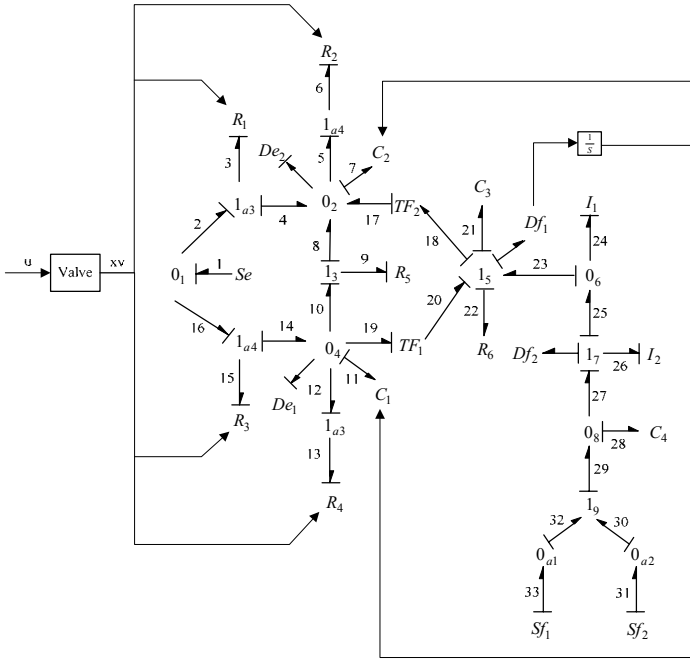 R2
6
1a4
R1
3
De2
5
7
C2
1/S
2
1a3
4
02
17
TF2
C3
21
Df1
I1
24
u
Valve
xv
8
18
01
1
Se
13
9
R5
15
23
06
10
20
22
25
16
14
04
19
TF1
R6
1a4
Df2
17
26
I2
15
De1
12
11
C1
27
R3
1a3
08
28
C4
13
29
R4
19
32
30
0a1
0a2
33
31
Sf1
Sf2